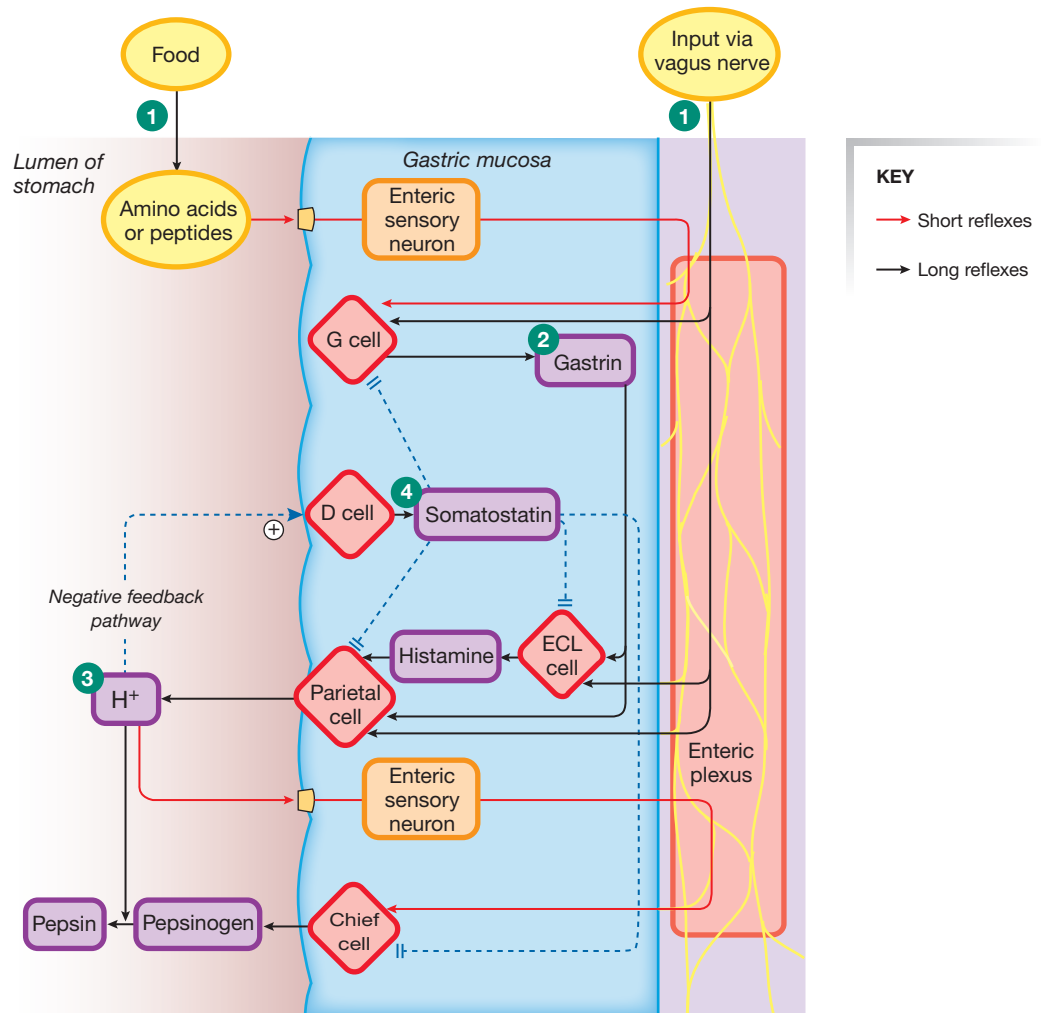 Food
Input via
vagus nerve
1
1
Lumen of
stomach
Gastric mucosa
KEY
Short reflexes
Long reflexes
Amino acids
or peptides
Enteric
sensory
neuron
G cell
2
Gastrin
4
D cell
Somatostatin
+
Negative feedback
pathway
ECL
cell
Histamine
3
H+
Parietal
cell
Enteric
plexus
Enteric
sensory
neuron
Pepsin
Pepsinogen
Chief
cell